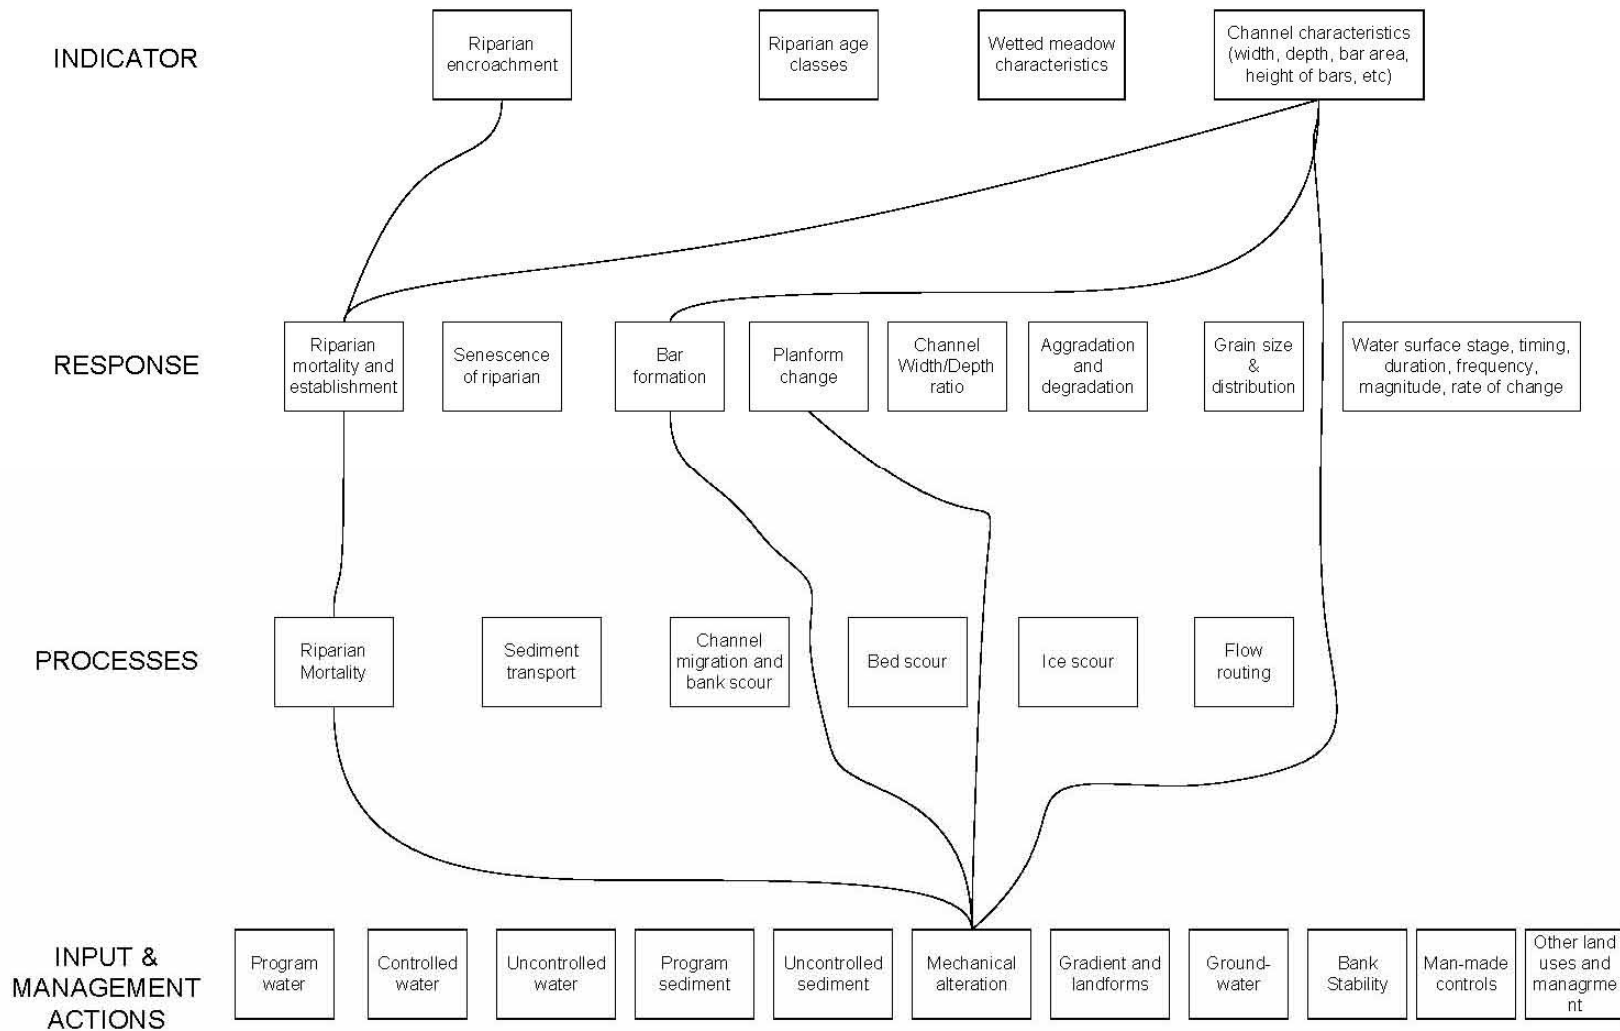 INDICATOR
Riparian
encroachment
Riparian age
classes
Wetted meadow
characteristics
Channel characteristics
(width, depth, bar area,
height of bars, etc)
RESPONSE
Riparian
mortality and
establishment
Senescence
of riparian
Bar
formation
Planform
change
Channel
Width/Depth
ratio
Aggradation
and
degradation
Grain size
&
distribution
Water surface stage, timing,
duration, frequency,
magnitude, rate of change
PROCESSES
Riparian
Mortality
Sediment
transport
Channel
migration and
bank scour
Bed scour
Ice scour
Flow
routing
INPUT &
MANAGEMENT
ACTIONS
Program
water
Controlled
water
Uncontrolled
water
Program
sediment
Uncontrolled
sediment
Mechanical
alteration
Gradient and
landforms
Ground-
water
Bank
Stability
Man-made
controls
Other land
uses and
managrme
nt